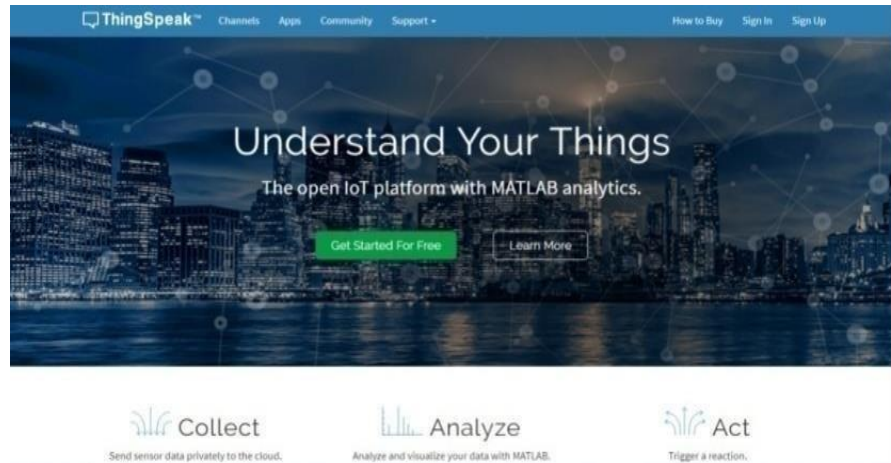 ThingSpeak™ Channels Apps Community Support How to Buy Sign In Sign Up
Understand Your Things
The open IoT platform with MATLAB analytics.
Get Started For Free Learn More
Collect Analyze Act
Send sensor data privately to the cloud. Analyze and visualize your data with MATLAB. Trigger a reaction.